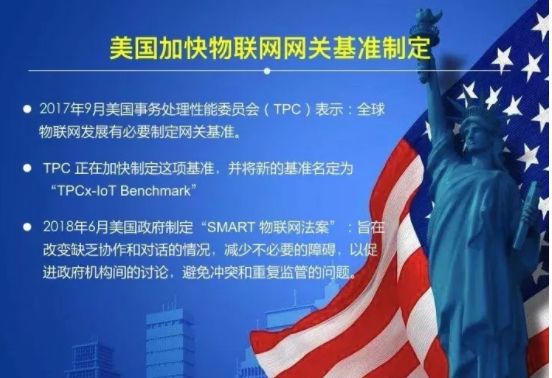 美国加快物联网网关基准制定
2017年9月美国事务处理性能委员会（TPC）表示：全球
物联网发展有必要制定网关基准。
TPC 正在加快制定这项基准，并将新的基准名定为
“TPCx-IoT Benchmark”
2018年6月美国政府制定“SMART 物联网法案”：旨在
改变缺乏协作和对话的情况，减少不必要的障碍，以促
进政府机构间的讨论，避免冲突和重复监管的问题。